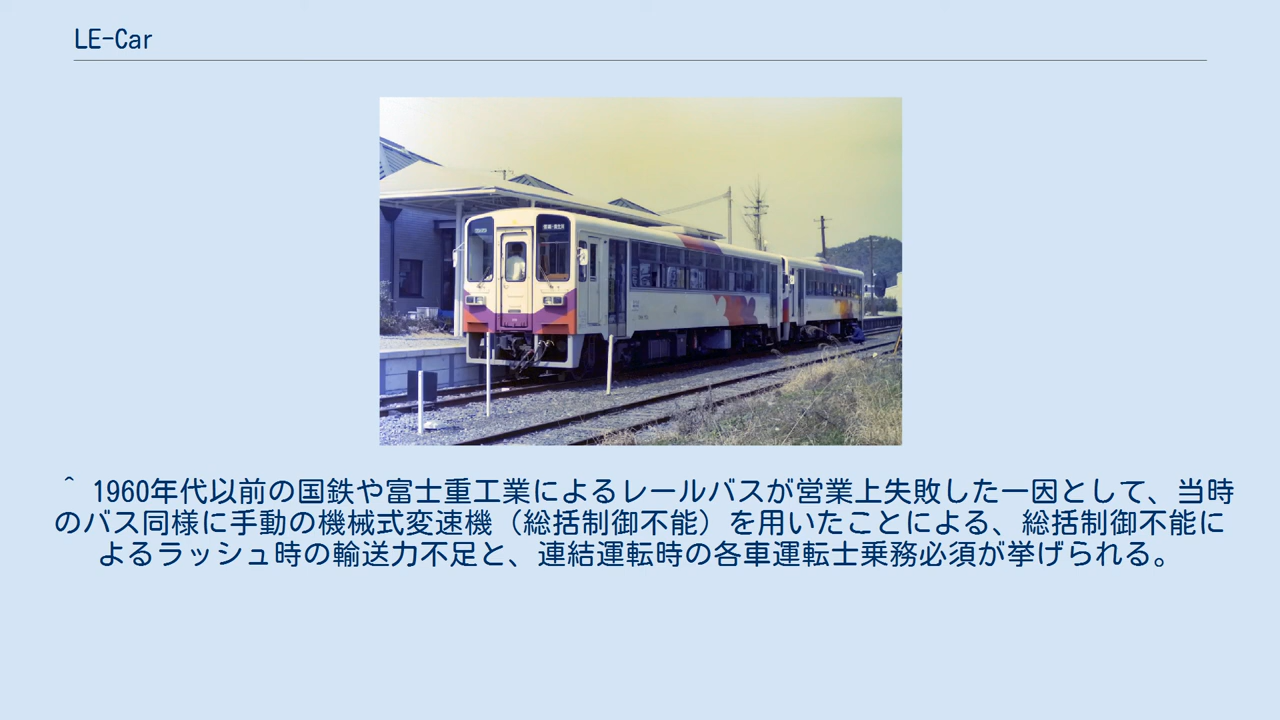 LE-Car
^ 1960年代以前の国鉄や富士重工業によるレールバスが営業上失敗した一因として、当時
のバス同様に手動の機械式変速機（総括制御不能）を用いたことによる、総括制御不能に
よるラッシュ時の輸送力不足と、連結運転時の各車運転士乗務必須が挙げられる。